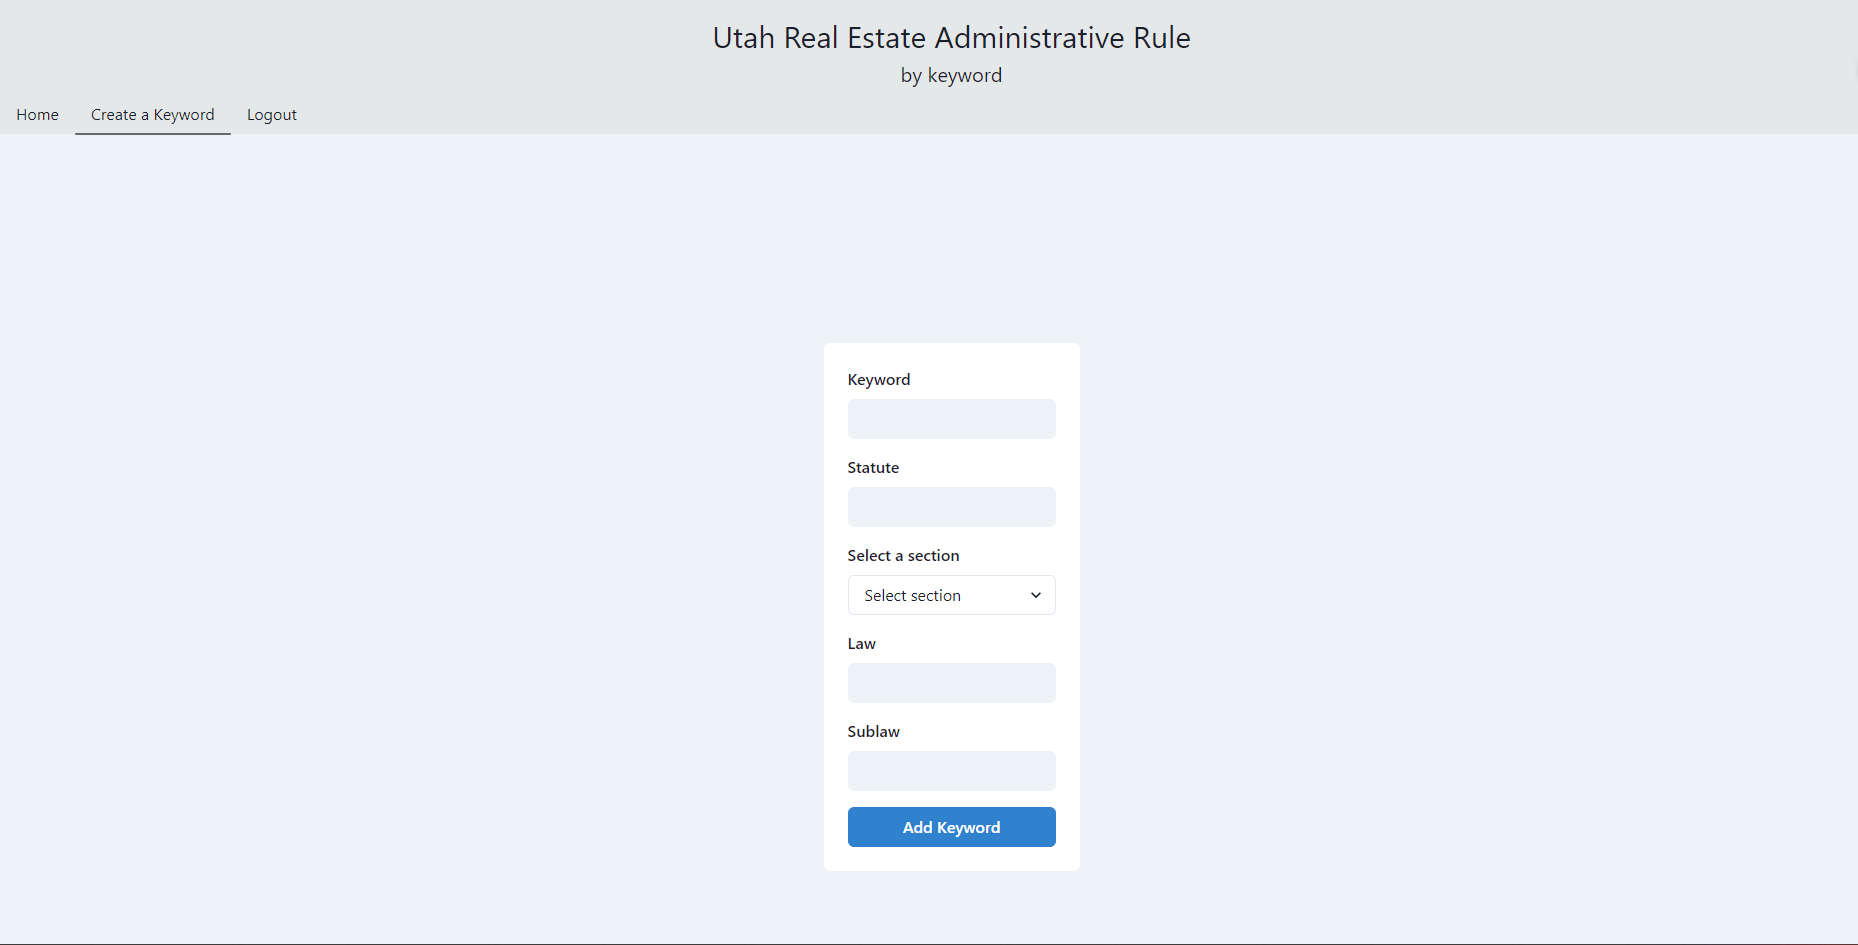 Utah Real Estate Administrative Rule
by keyword
Home Create a Keyword Logout
Keyword
Statute
Select a section
Select section
Law
Sublaw
Add Keyword